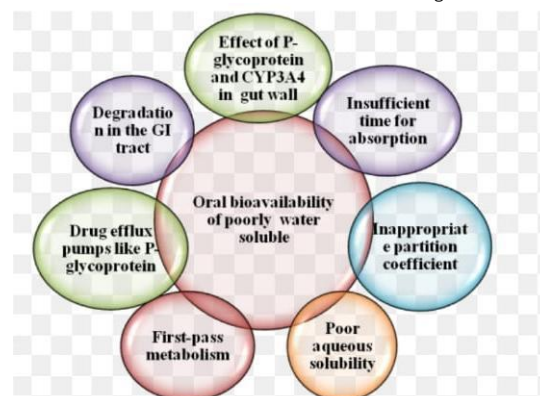 Effect of P-
glycoprotein
and CYP3A4
in gut wall
Insufficient
time for
absorption
Inappropriat
e partition
coefficient
Poor
aqueous
solubility
First-pass
metabolism
Drug efflux
pumps like P-
glycoprotein
Degradatio
n in the GI
tract
Oral bioavailability
of poorly water
soluble